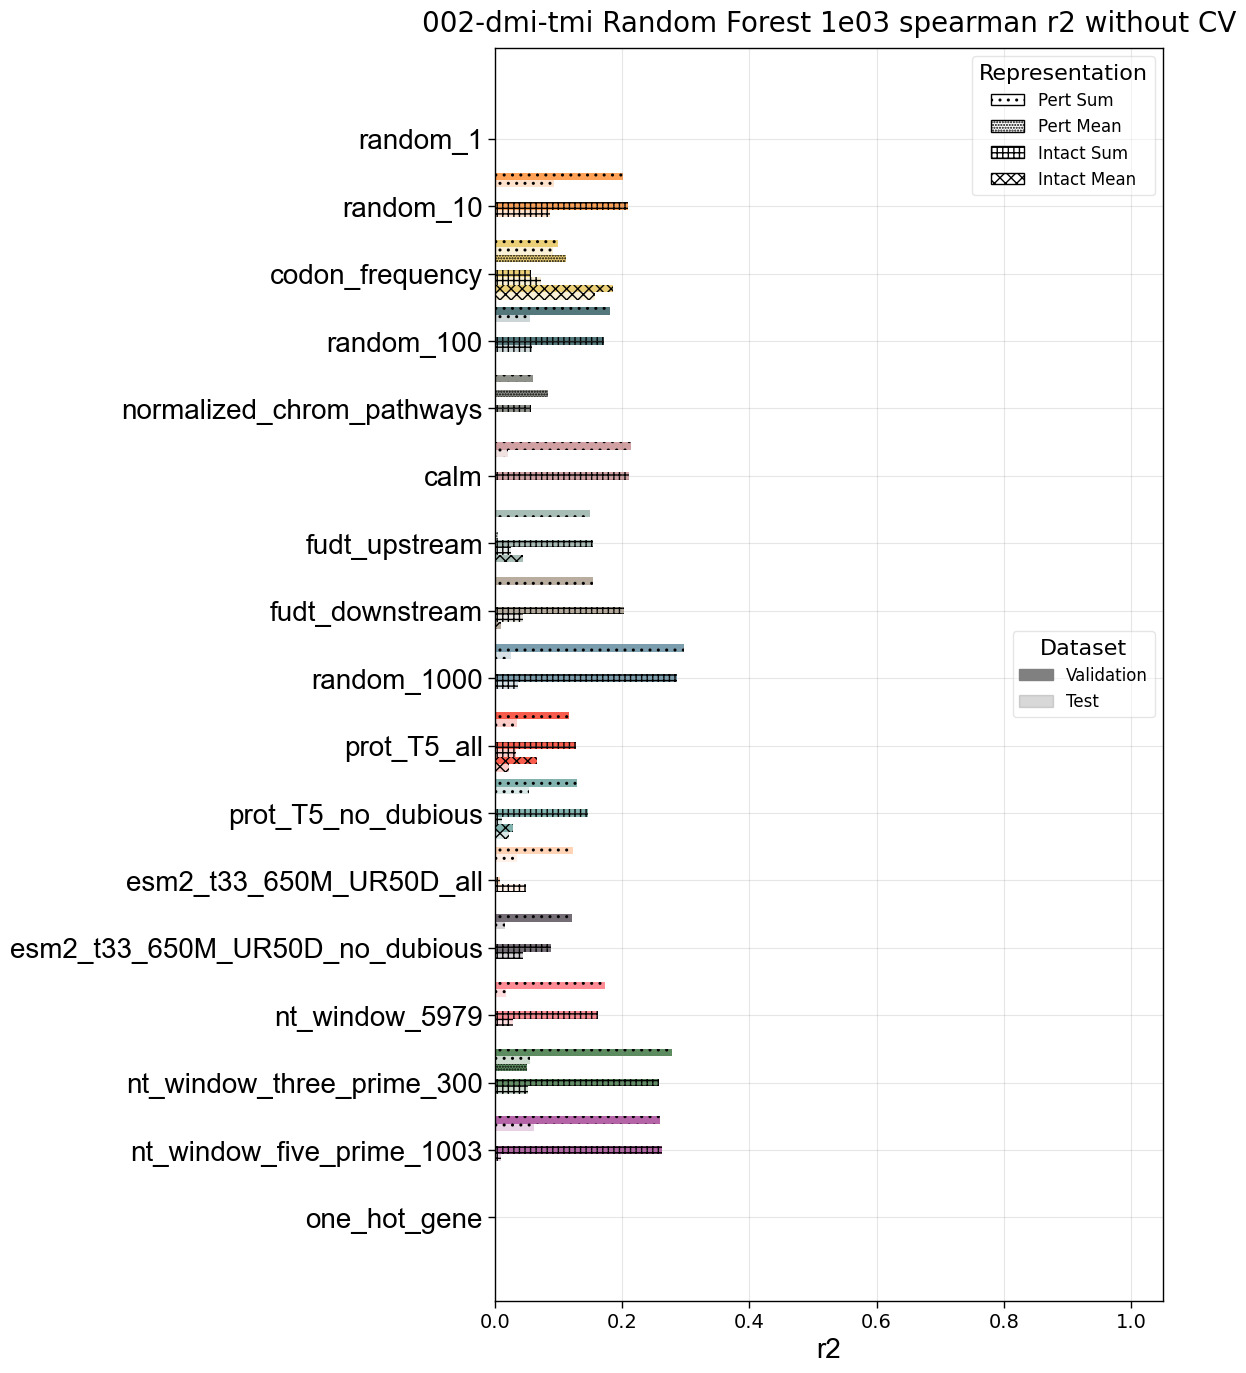 002-dmi-tmi Random Forest 1e03 spearman r2 without CV
Representation
Pert Sum
Pert Mean
Intact Sum
Intact Mean
random_1
random_10
codon_frequency
random_100
normalized_chrom_pathways
calm
fudt_upstream
fudt_downstream
random_1000
prot_T5_all
prot_T5_no_dubious
esm2_t33_650M_UR50D_all
esm2_t33_650M_UR50D_no_dubious
nt_window_5979
nt_window_three_prime_300
nt_window_five_prime_1003
one_hot_gene
Dataset
Validation
Test
0.0 0.2 0.4 0.6 0.8 1.0
r2